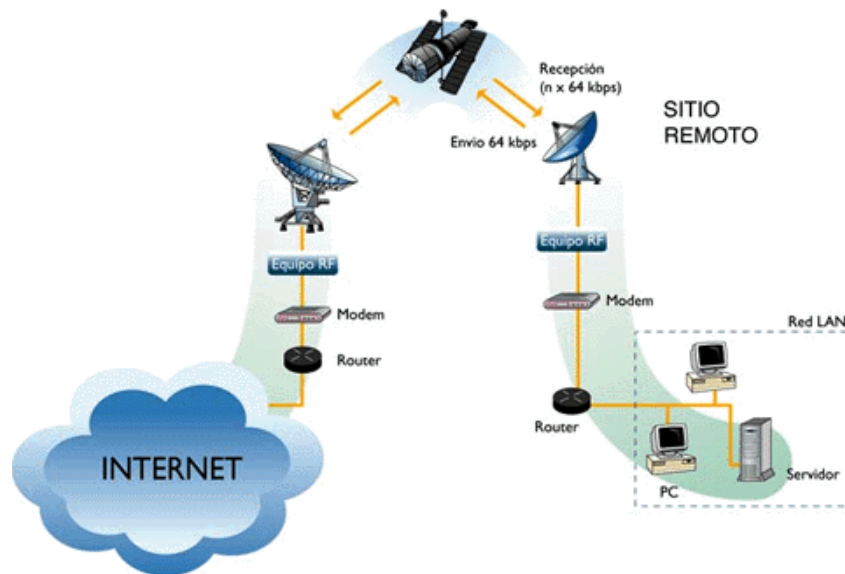 Recepción
(n x 64 kbps)
SITIO
REMOTO
Envio 64 kbps
Equipo RF
Equipo RF
Modem
Modem
Red LAN
Router
Router
INTERNET
PC
Servidor